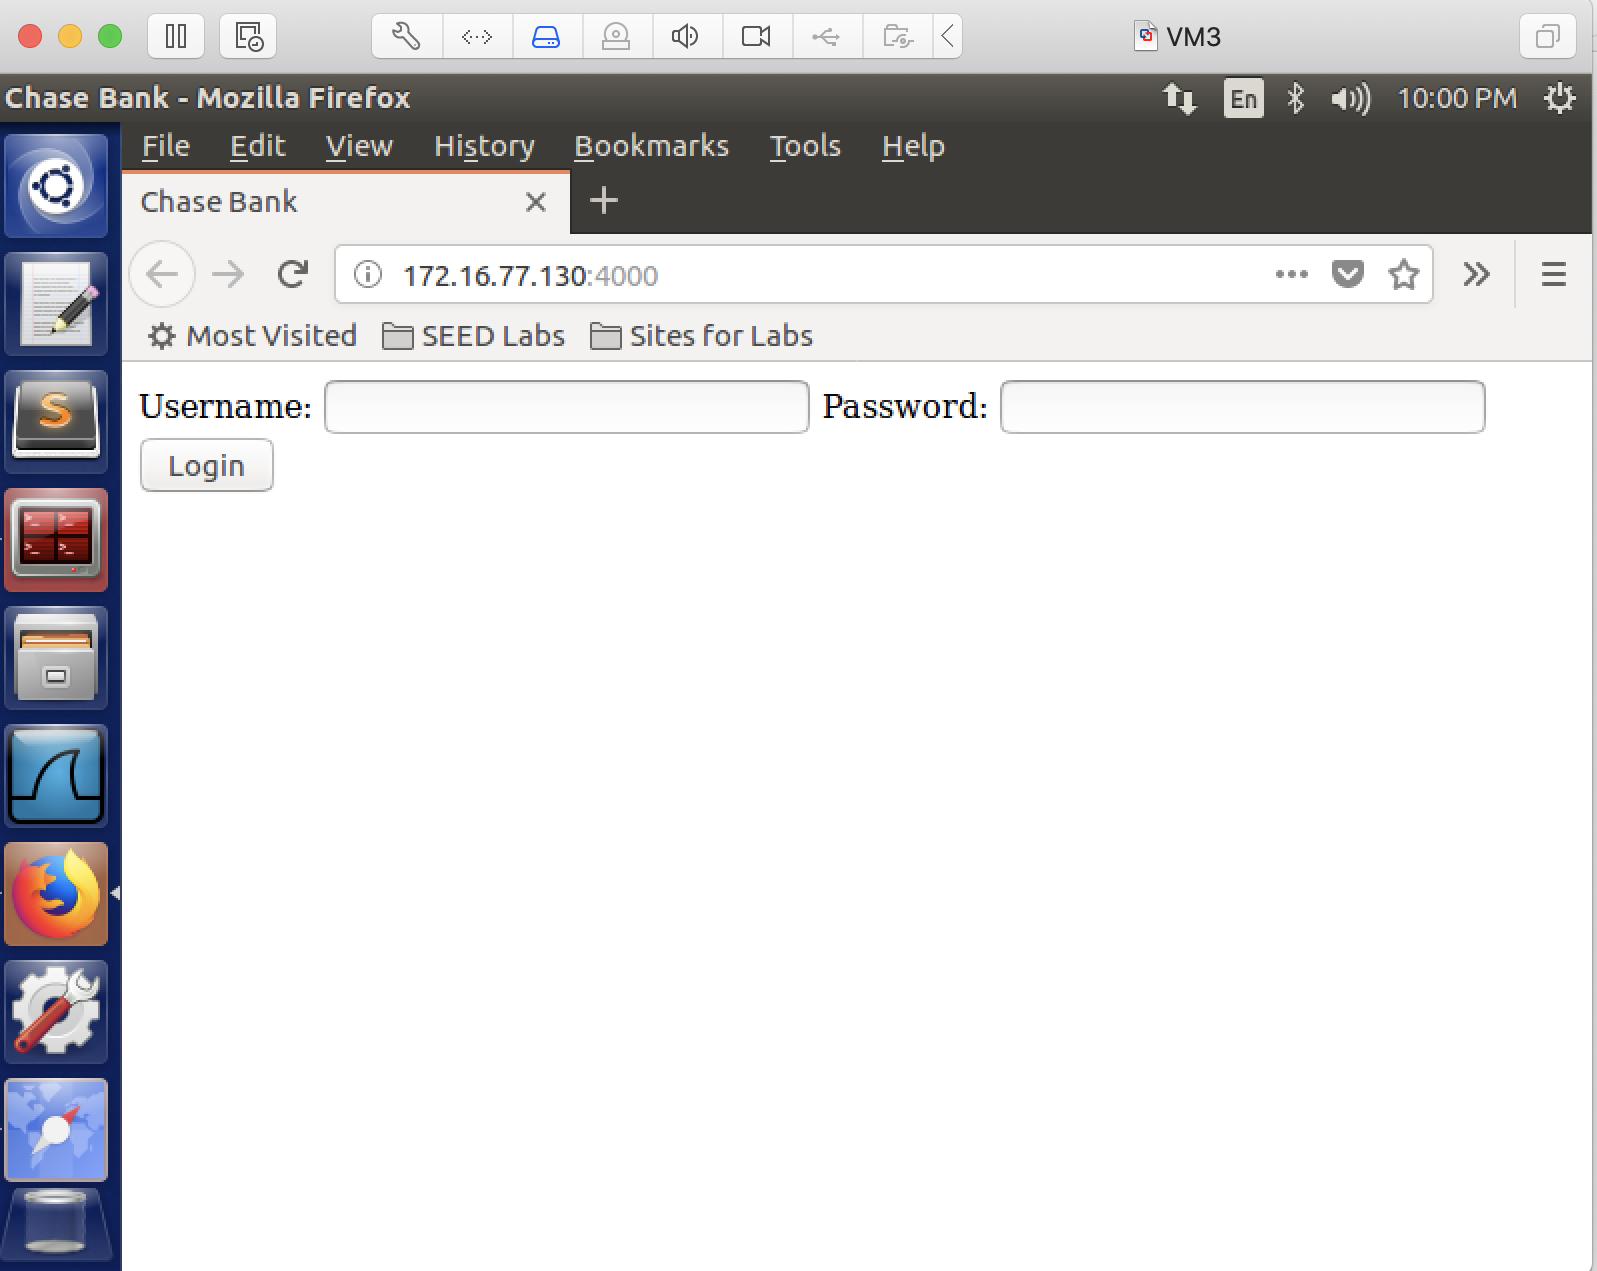 VM3
Chase Bank - Mozilla Firefox En 10:00 PM
File Edit View History Bookmarks Tools Help
Chase Bank
172.16.77.130:4000
Most Visited SEED Labs Sites for Labs
Username: Password:
Login